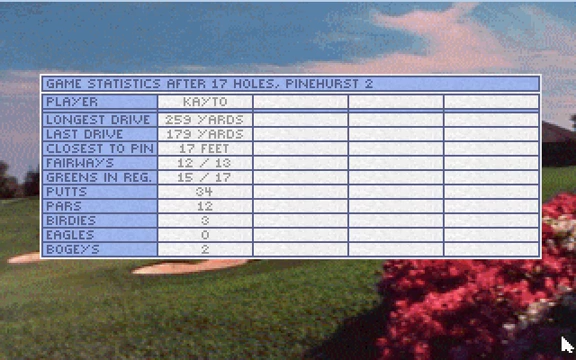 GAME STATISTICS AFTER 17 HOLES, PINEHURST 2
PLAYER KAYTO
LONGEST DRIVE 259 YARDS
LAST DRIVE 179 YARDS
CLOSEST TO PIN 17 FEET
FAIRWAYS 12 / 13
GREENS IN REG. 15 / 17
PUTTS 34
PARS 12
BIRDIES 3
EAGLES 0
BOGEYS 2